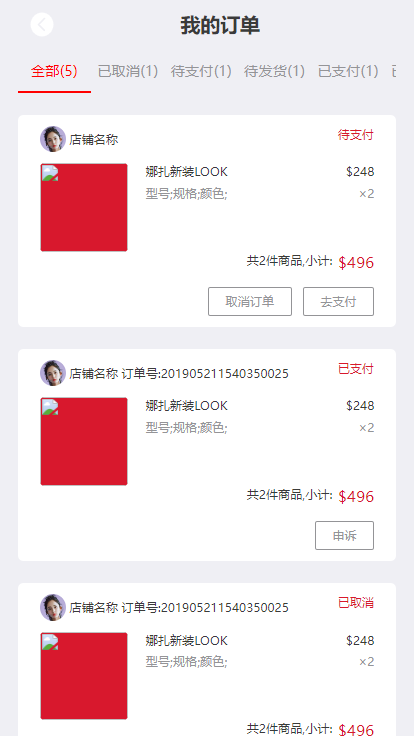 我的订单
全部(5) 已取消(1) 待支付(1) 待发货(1) 已支付(1)
店铺名称 待支付
娜扎新装LOOK $248
型号;规格;颜色; ×2
共2件商品,小计: $496
取消订单 去支付
店铺名称 订单号:201905211540350025 已支付
娜扎新装LOOK $248
型号;规格;颜色; ×2
共2件商品,小计: $496
申诉
店铺名称 订单号:201905211540350025 已取消
娜扎新装LOOK $248
型号;规格;颜色; ×2
共2件商品,小计: $496